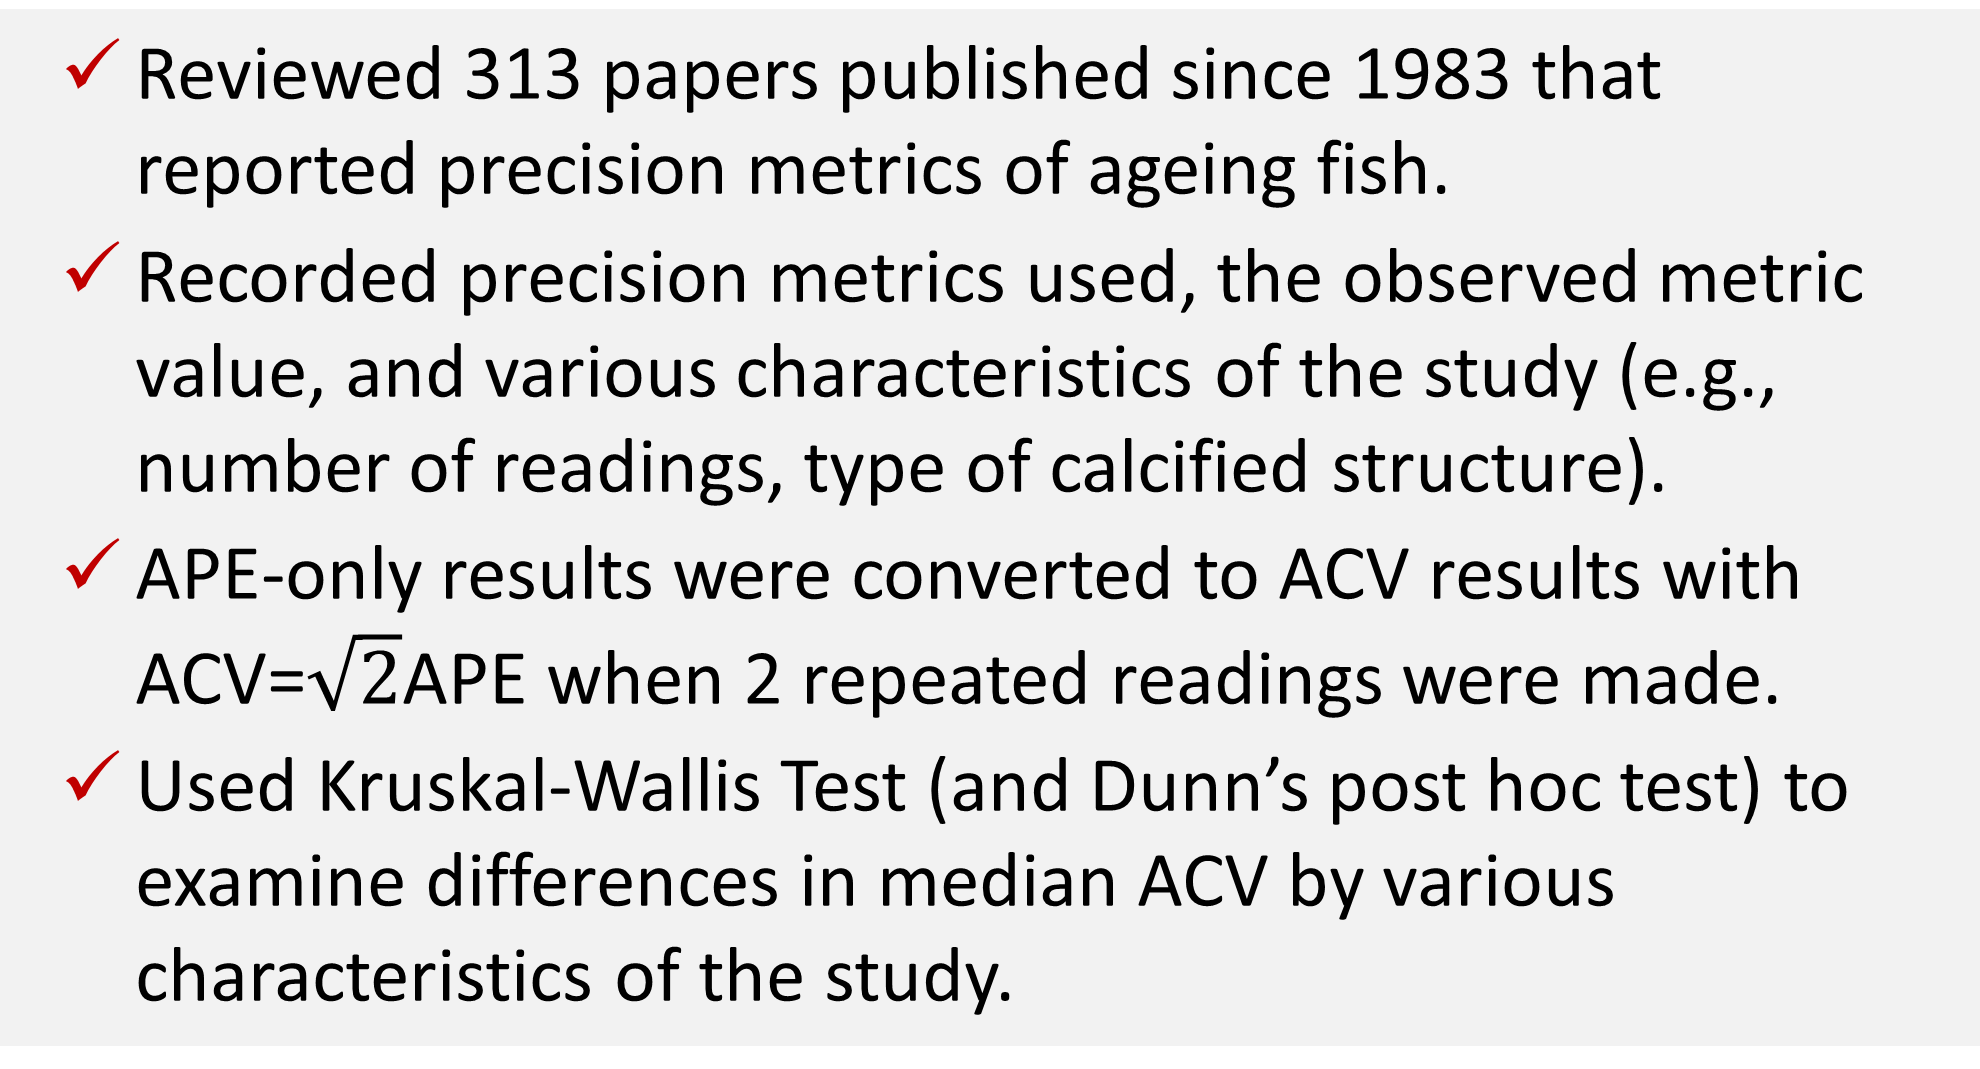 ✓ Reviewed 313 papers published since 1983 that
reported precision metrics of ageing fish.
✓ Recorded precision metrics used, the observed metric
value, and various characteristics of the study (e.g.,
number of readings, type of calcified structure).
✓ APE-only results were converted to ACV results with
ACV=√2APE when 2 repeated readings were made.
✓ Used Kruskal-Wallis Test (and Dunn’s post hoc test) to
examine differences in median ACV by various
characteristics of the study.